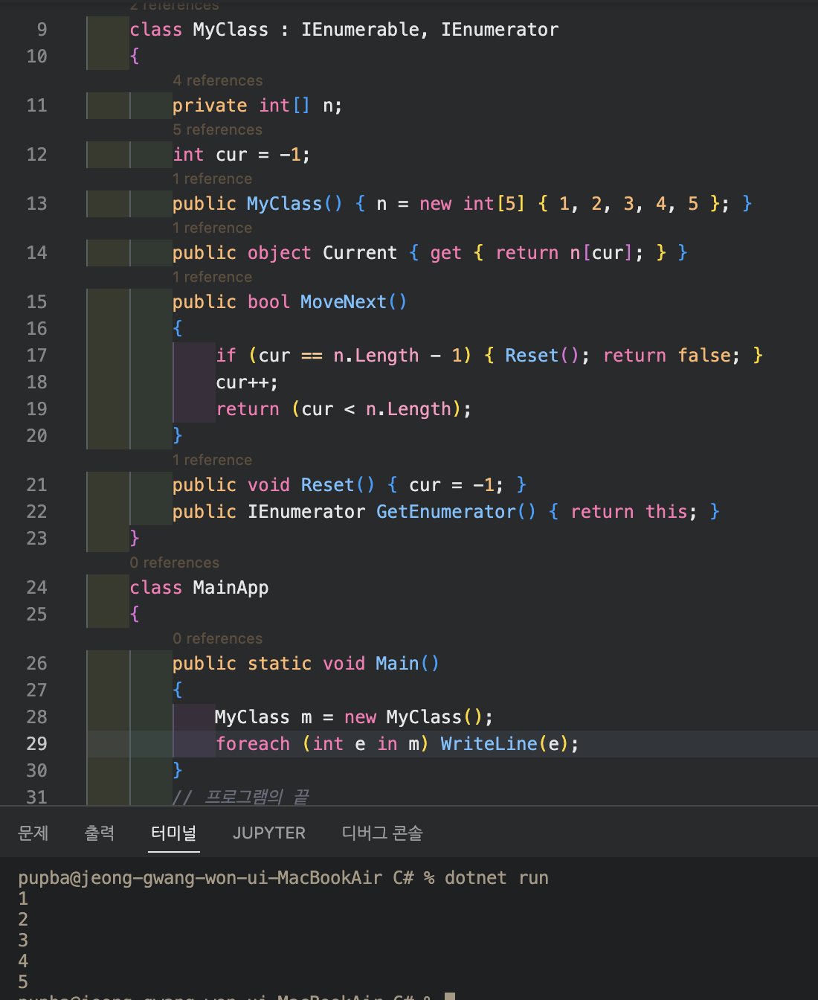 2 references
9 class MyClass : IEnumerable, IEnumerator
10 {
4 references
11 private int[] n;
5 references
12 int cur = -1;
1 reference
13 public MyClass() { n = new int[5] { 1, 2, 3, 4, 5 }; }
1 reference
14 public object Current { get { return n[cur]; } }
1 reference
15 public bool MoveNext()
16 {
17 if (cur == n.Length - 1) { Reset(); return false; }
18 cur++;
19 return (cur < n.Length);
20 }
1 reference
21 public void Reset() { cur = -1; }
22 public IEnumerator GetEnumerator() { return this; }
23 }
0 references
24 class MainApp
25 {
0 references
26 public static void Main()
27 {
28 MyClass m = new MyClass();
29 foreach (int e in m) WriteLine(e);
30 }
31 // 프로그램의 끝
문제 출력 터미널 JUPYTER 디버그 콘솔
pupba@jeong-gwang-won-ui-MacBookAir C# % dotnet run
1
2
3
4
5
pupba@jeong-gwang-won-ui-MacBookAir C# %